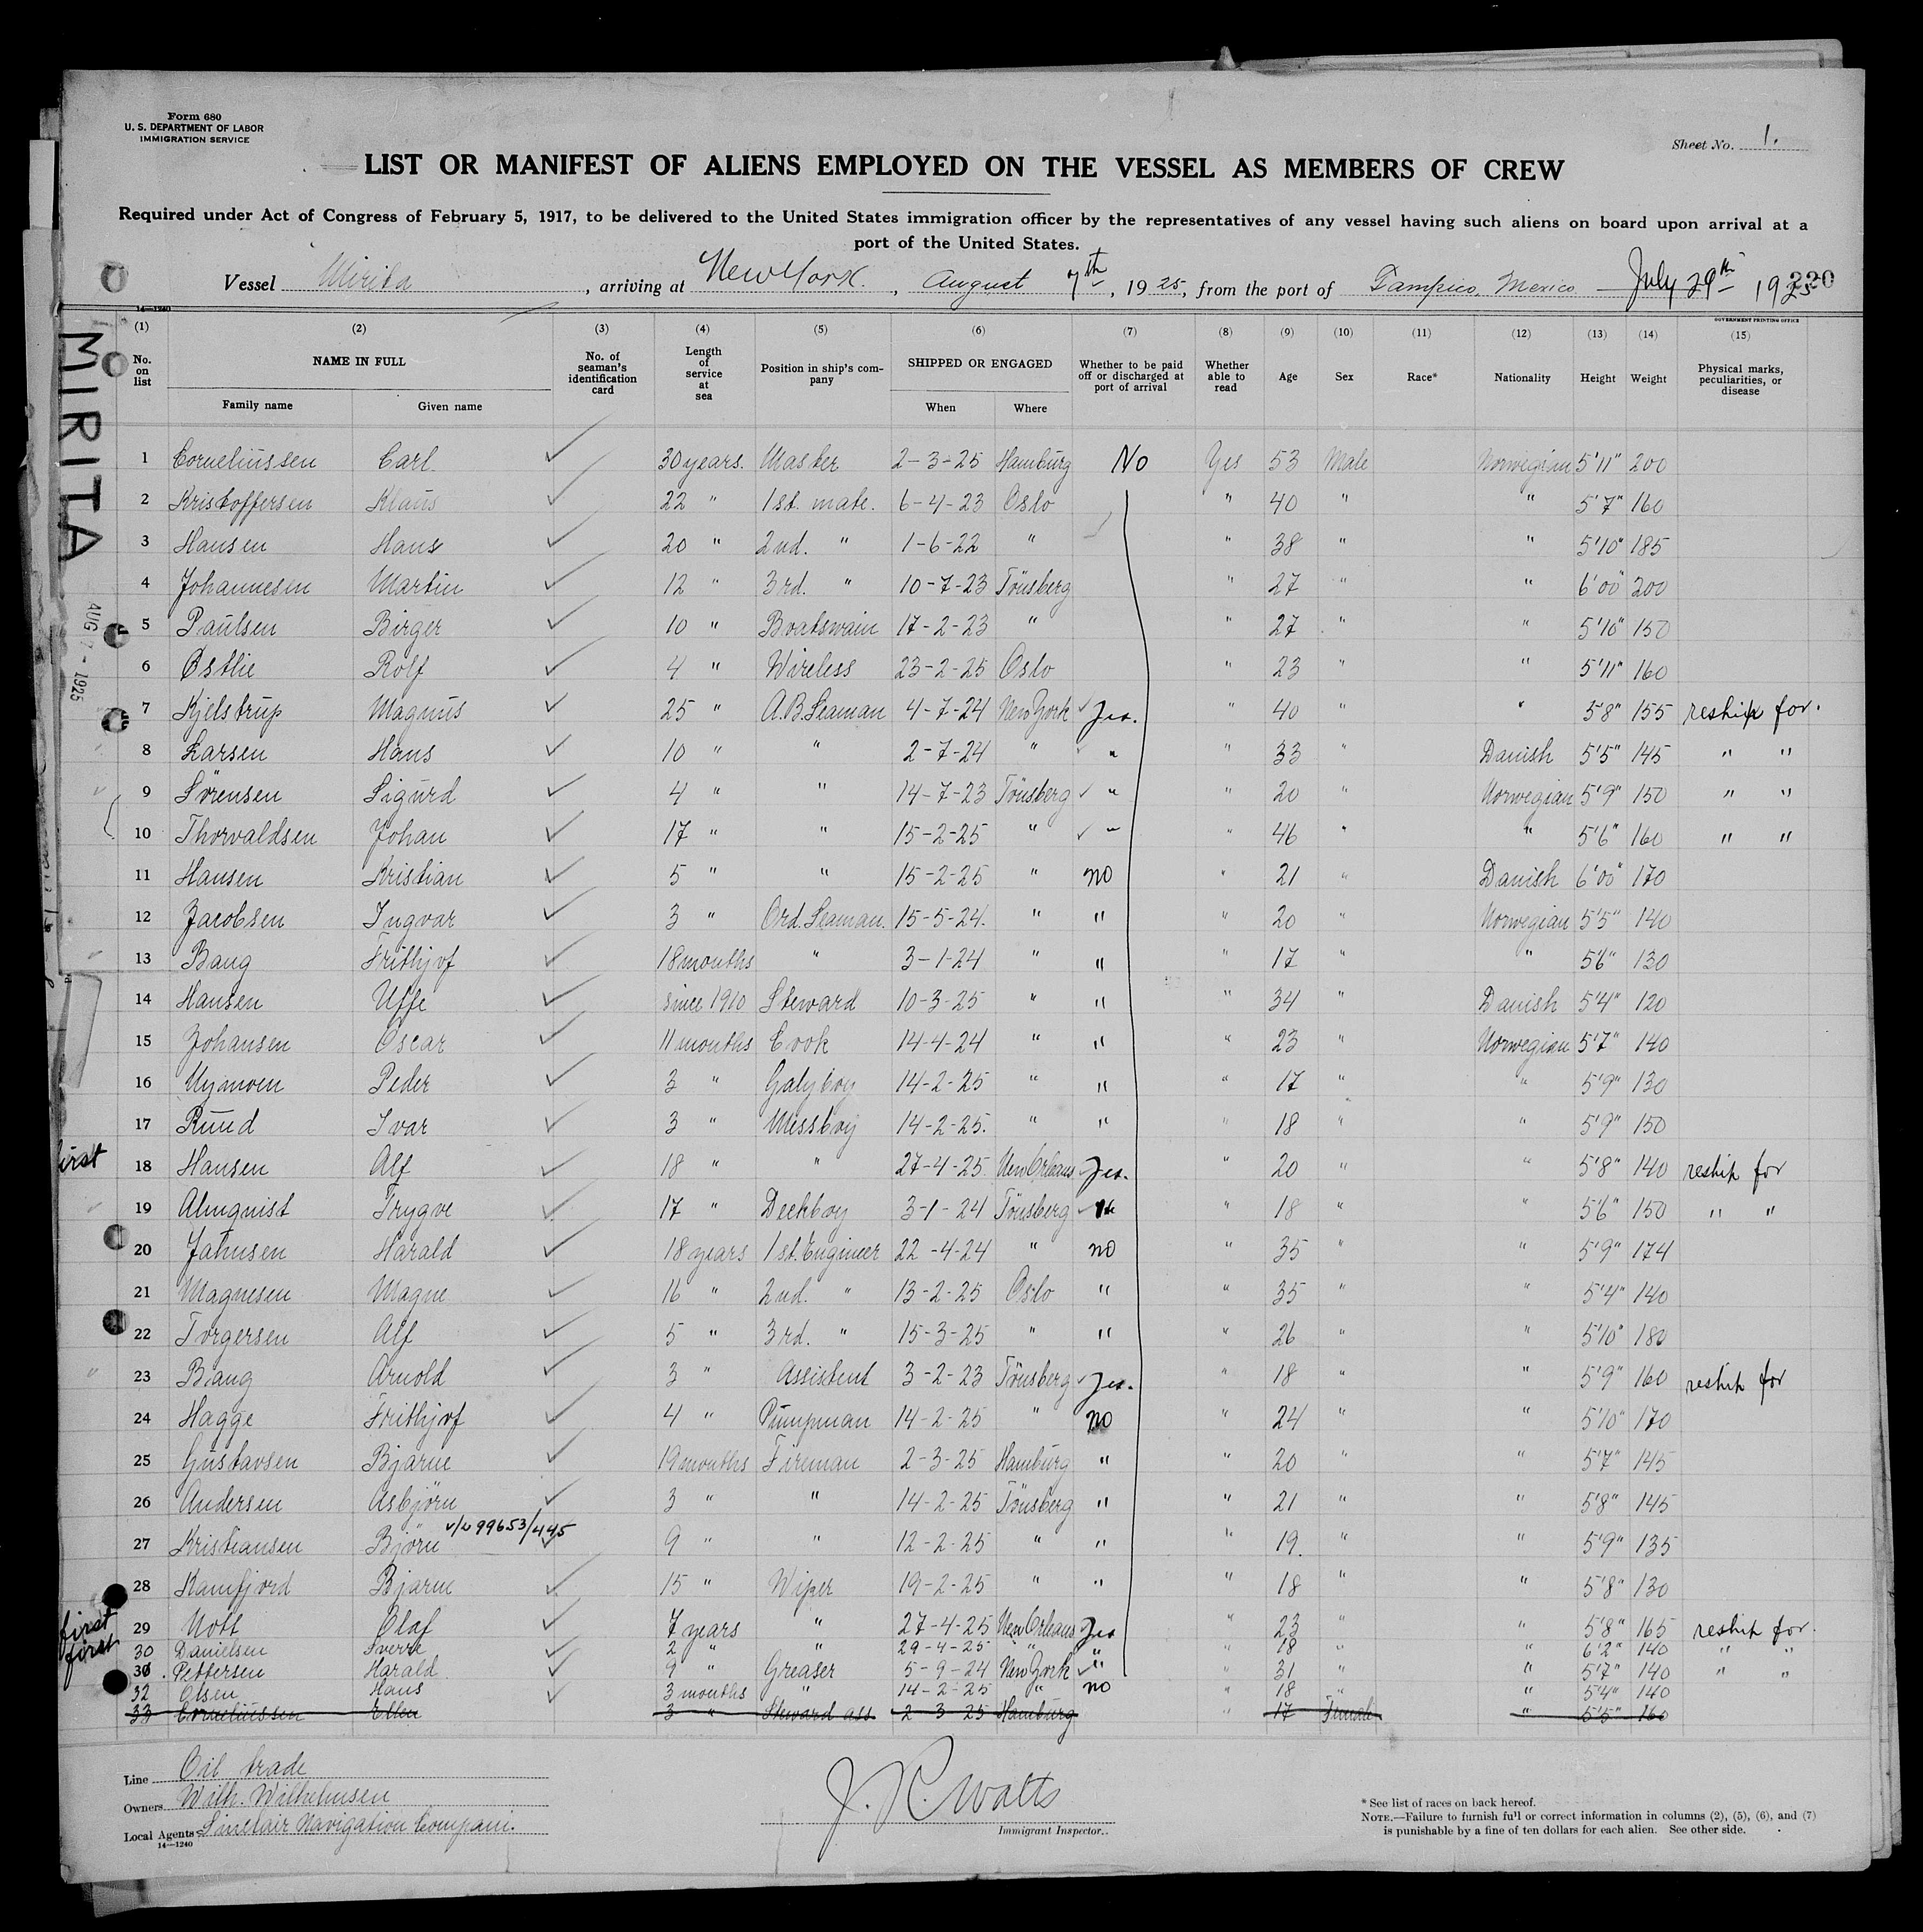 Form 680
U. S. DEPARTMENT OF LABOR
IMMIGRATION SERVICE
Sheet No. 1.
LIST OR MANIFEST OF ALIENS EMPLOYED ON THE VESSEL AS MEMBERS OF CREW
Required under Act of Congress of February 5, 1917, to be delivered to the United States immigration officer by the representatives of any vessel having such aliens on board upon arrival at a
port of the United States.
Vessel Mirita, arriving at New York., August 7th, 1925, from the port of Tampico, Mexico July 29th 1925
220
14—1240
GOVERNMENT PRINTING OFFICE
MIRITA
AUG 7 - 1925
(1) (2) (3) (4) (5) (6) (7) (8) (9) (10) (11) (12) (13) (14) (15)
No. on list NAME IN FULL Family name Given name No. of seaman's identification card Length of service at sea Position in ship's company SHIPPED OR ENGAGED When Where Whether to be paid off or discharged at port of arrival Whether able to read Age Sex Race* Nationality Height Weight Physical marks, peculiarities, or disease
1 Corneliussen Carl 30 years. Master 2-3-25 Hamburg No Yes 53 Male Norwegian 5'11" 200
2 Kristoffersen Klaus 22 " 1st. mate. 6-4-23 Oslo " 40 " " 5'7" 160
3 Hansen Hans 20 " 2nd. " 1-6-22 " " 38 " " 5'10" 185
4 Johannesen Martin 12 " 3rd. " 10-7-23 Tönsberg " 27 " " 6'00" 200
5 Paulsen Birger 10 " Boatswain 17-2-23 " " 27 " " 5'10" 150
6 Östlie Rolf 4 " Wireless 23-2-25 Oslo " 23 " " 5'11" 160
7 Kjelstrup Magnus 25 " A.B. Seaman 4-7-24 New York Yes. " 40 " " 5'8" 155 reship for.
8 Larsen Hans 10 " " 2-7-24 " " " 33 " Danish 5'5" 145 " "
9 Sörensen Sigurd 4 " " 14-7-23 Tönsberg " " 20 " Norwegian 5'9" 150 " "
10 Thorvaldsen Johan 17 " " 15-2-25 " " " 46 " " 5'6" 160 " "
11 Hansen Kristian 5 " " 15-2-25 " no " 21 " Danish 6'00" 170
12 Jacobsen Ingvar 3 " Ord. Seaman. 15-5-24. " " " 20 " Norwegian 5'5" 140
13 Bang Frithjof 18 months " 3-1-24 " " " 17 " " 5'6" 130
14 Hansen Uffe since 1910 Steward 10-3-25 " " " 34 " Danish 5'4" 120
15 Johansen Oscar 11 months Cook 14-4-24 " " " 23 " Norwegian 5'7" 140
16 Peder 3 " Galyboy 14-2-25 " " " 17 " " 5'9" 130
17 Ruud Ivar 3 " Messboy 14-2-25. " " " 18 " " 5'9" 150
first 18 Hansen Alf 18 " " 27-4-25 New Orleans Yes. " 20 " " 5'8" 140 reship for
19 Almquist Trygve 17 " Deckboy 3-1-24 Tönsberg " 18 " " 5'6" 150 " "
20 Jahnsen Harald 18 years 1st. Engineer 22-4-24 " no " 35 " " 5'9" 174
21 Magnesen Magne 16 " 2nd. " 13-2-25 Oslo " " 35 " " 5'4" 140
22 Torgersen Alf 5 " 3rd. " 15-3-25 " " " 26 " " 5'10" 180
23 Bang Arnold 3 " Assistent 3-2-23 Tönsberg Yes. " 18 " " 5'9" 160 reship for
24 Hagge Frithjof 4 " Pumpman 14-2-25 " no " 24 " " 5'10" 170
25 Gustavsen Bjarne 19 months Fireman 2-3-25 Hamburg " " 20 " " 5'7" 145
26 Andersen Asbjörn 3 " " 14-2-25 Tönsberg " " 21 " " 5'8" 145
27 Kristiansen Björn 99653/445 9 " " 12-2-25 " " " 19. " " 5'9" 135
28 Kamfjord Bjarne 15 " Wiper 19-2-25 " " " 18 " " 5'8" 130
first 29 Nott Olaf 7 years " 27-4-25 New Orleans Yes " 23 " " 5'8" 165 reship for.
first 30 Danielsen Sverre 2 " " 29-4-25 " " " 18 " " 6'2" 140 " "
31. Pettersen Harald. 9 " Greaser 5-9-24 New York " " 31 " " 5'7" 140 " "
32 Olsen Hans 3 months " 14-2-25 " no " 18 " " 5'4" 140
33 Corneliussen Ellen 3 " Steward ass 2-3-25 Hamburg " 17 Female " 5'5" 160
Line Oil trade
Owners Wilh. Wilhelmsen
Local Agents Sinclair Navigation Compani.
14—1240
J. R. Watts
Immigrant Inspector.
* See list of races on back hereof.
NOTE.—Failure to furnish full or correct information in columns (2), (5), (6), and (7)
is punishable by a fine of ten dollars for each alien. See other side.